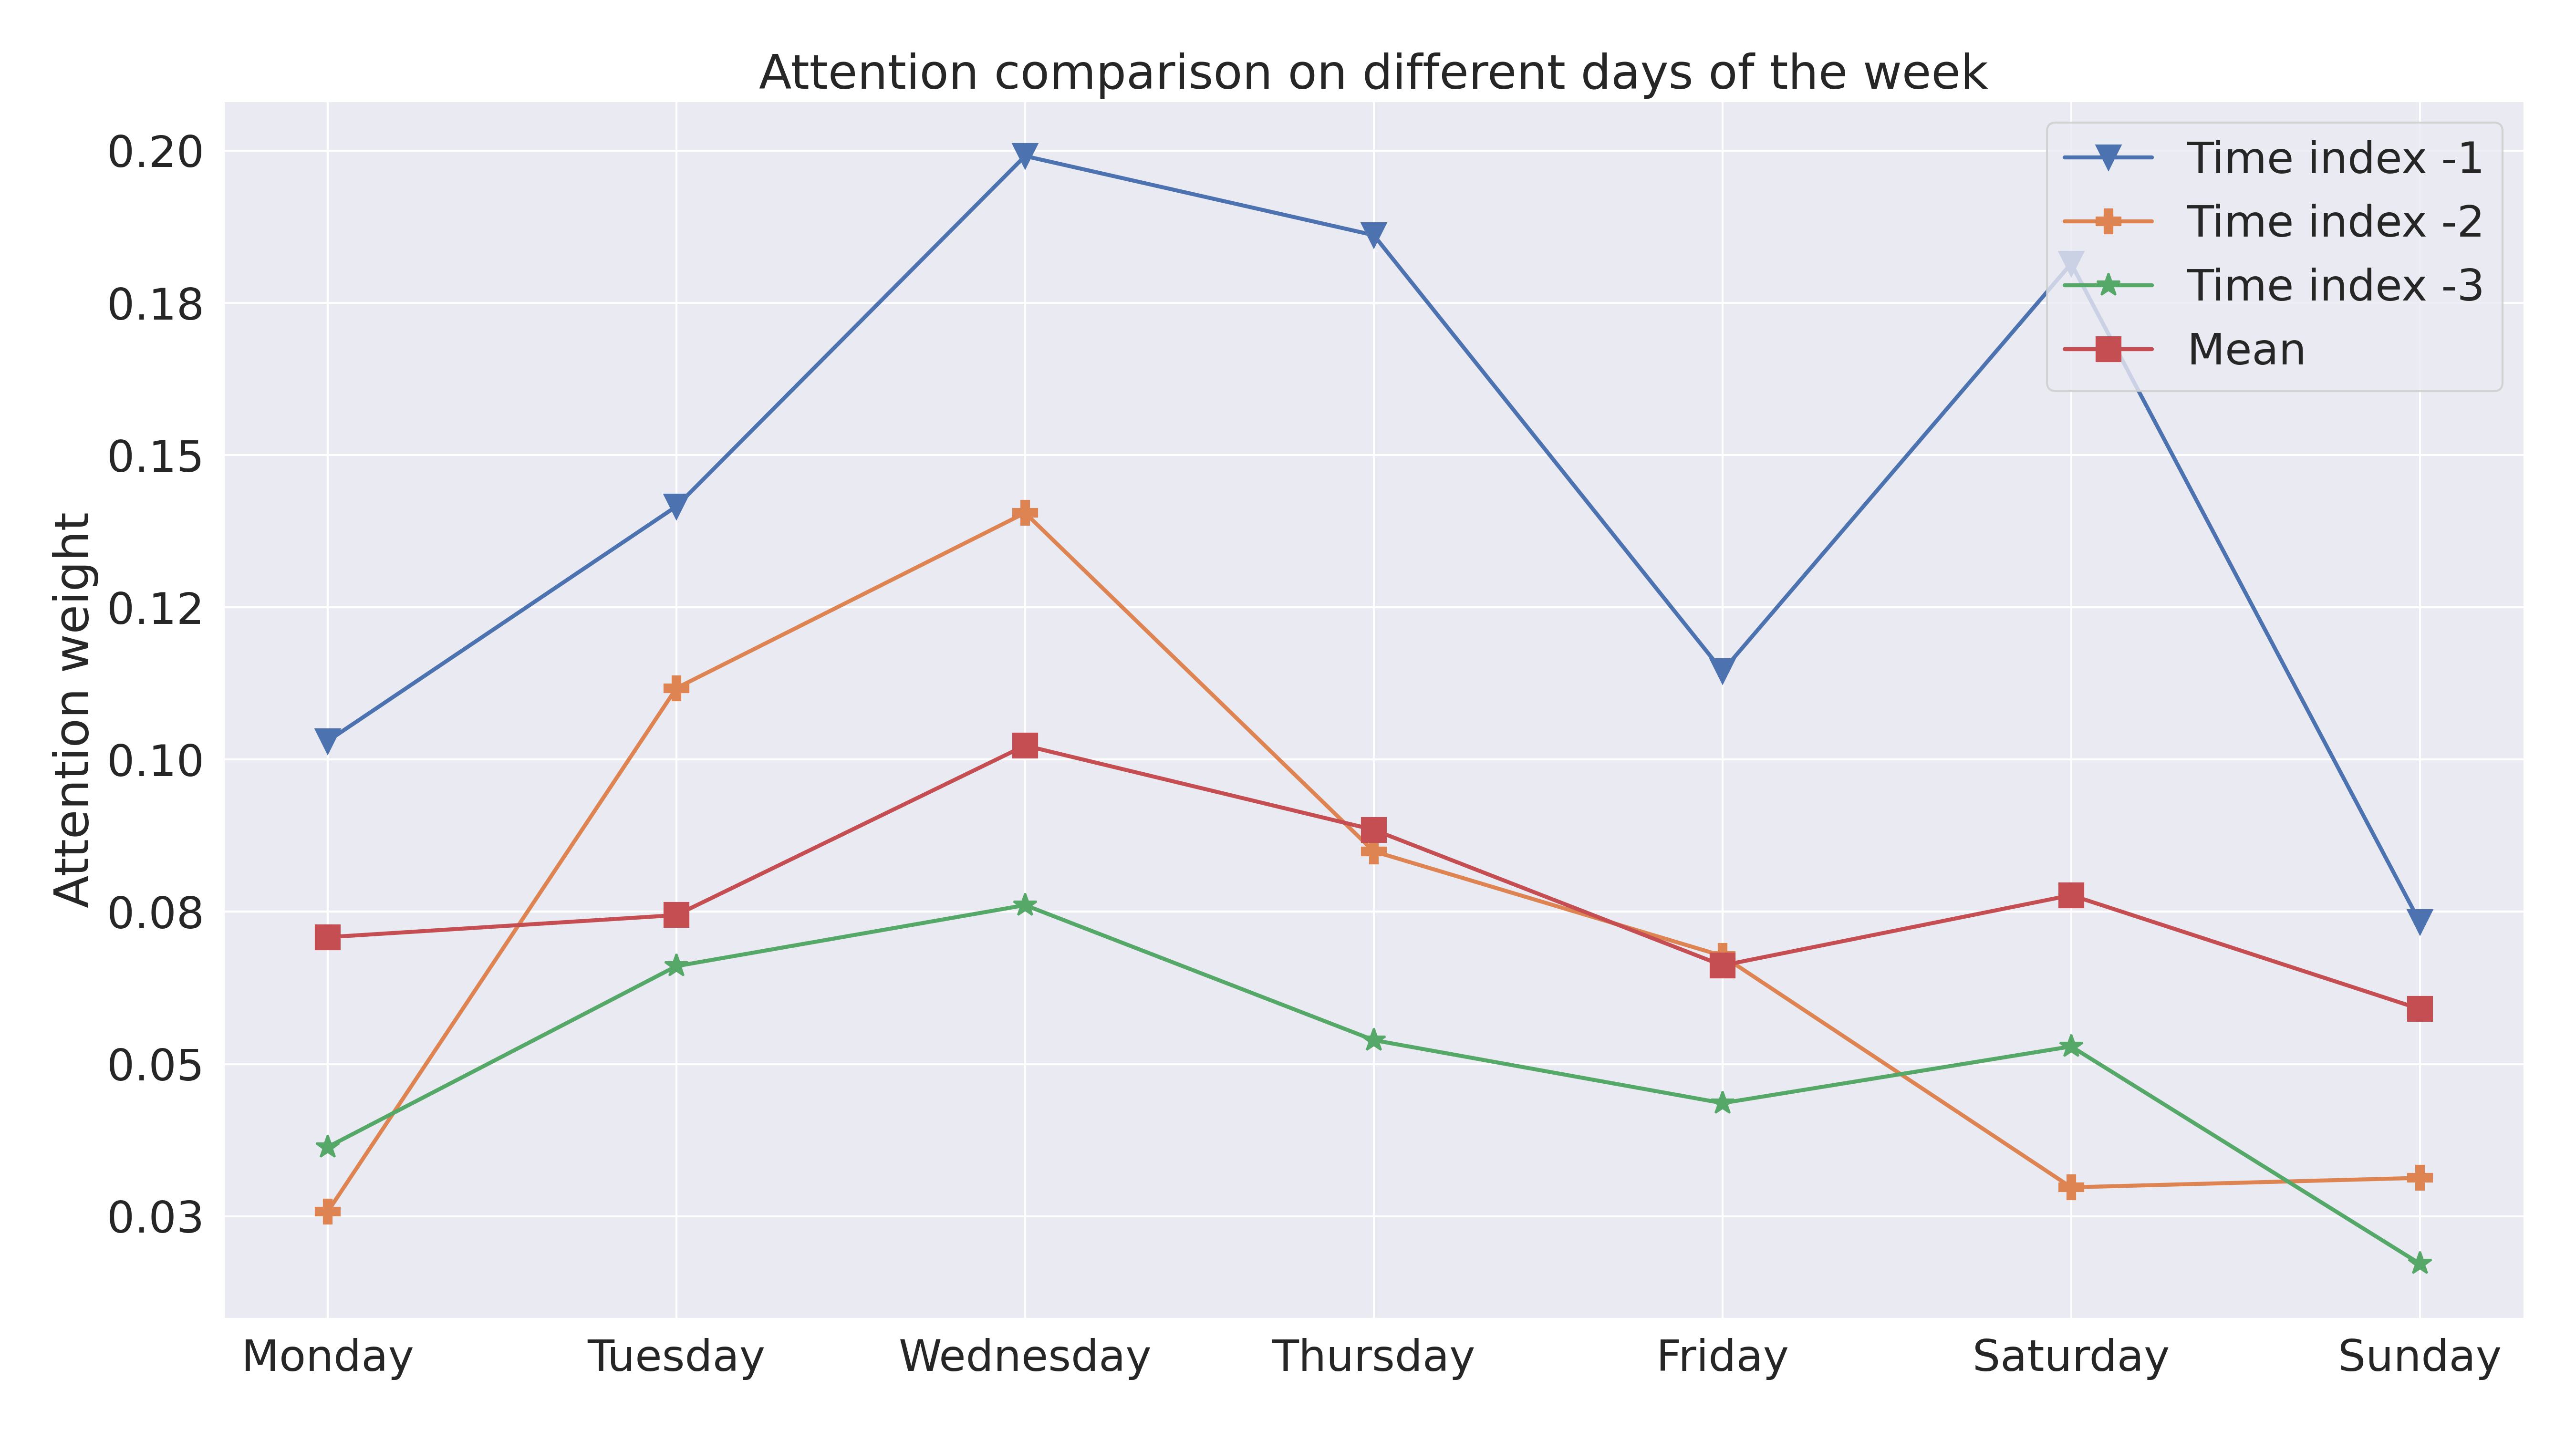 Attention comparison on different days of the week
Attention weight
0.20
0.18
0.15
0.12
0.10
0.08
0.05
0.03
Monday Tuesday Wednesday Thursday Friday Saturday Sunday
Time index -1
Time index -2
Time index -3
Mean